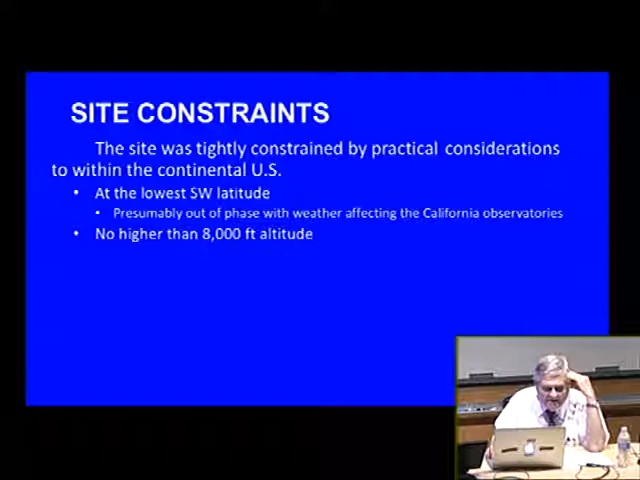 SITE CONSTRAINTS
The site was tightly constrained by practical considerations
to within the continental U.S.
• At the lowest SW latitude
• Presumably out of phase with weather affecting the California observatories
• No higher than 8,000 ft altitude